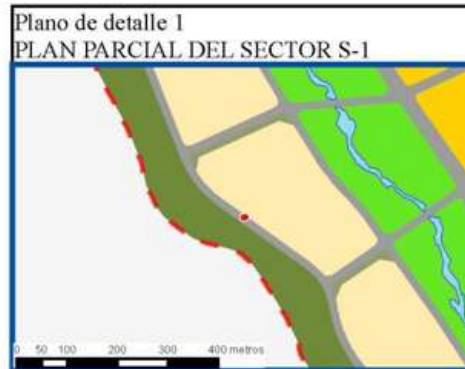 Plano de detalle 1
PLAN PARCIAL DEL SECTOR S-1
0 50 100 200 300 400 metros